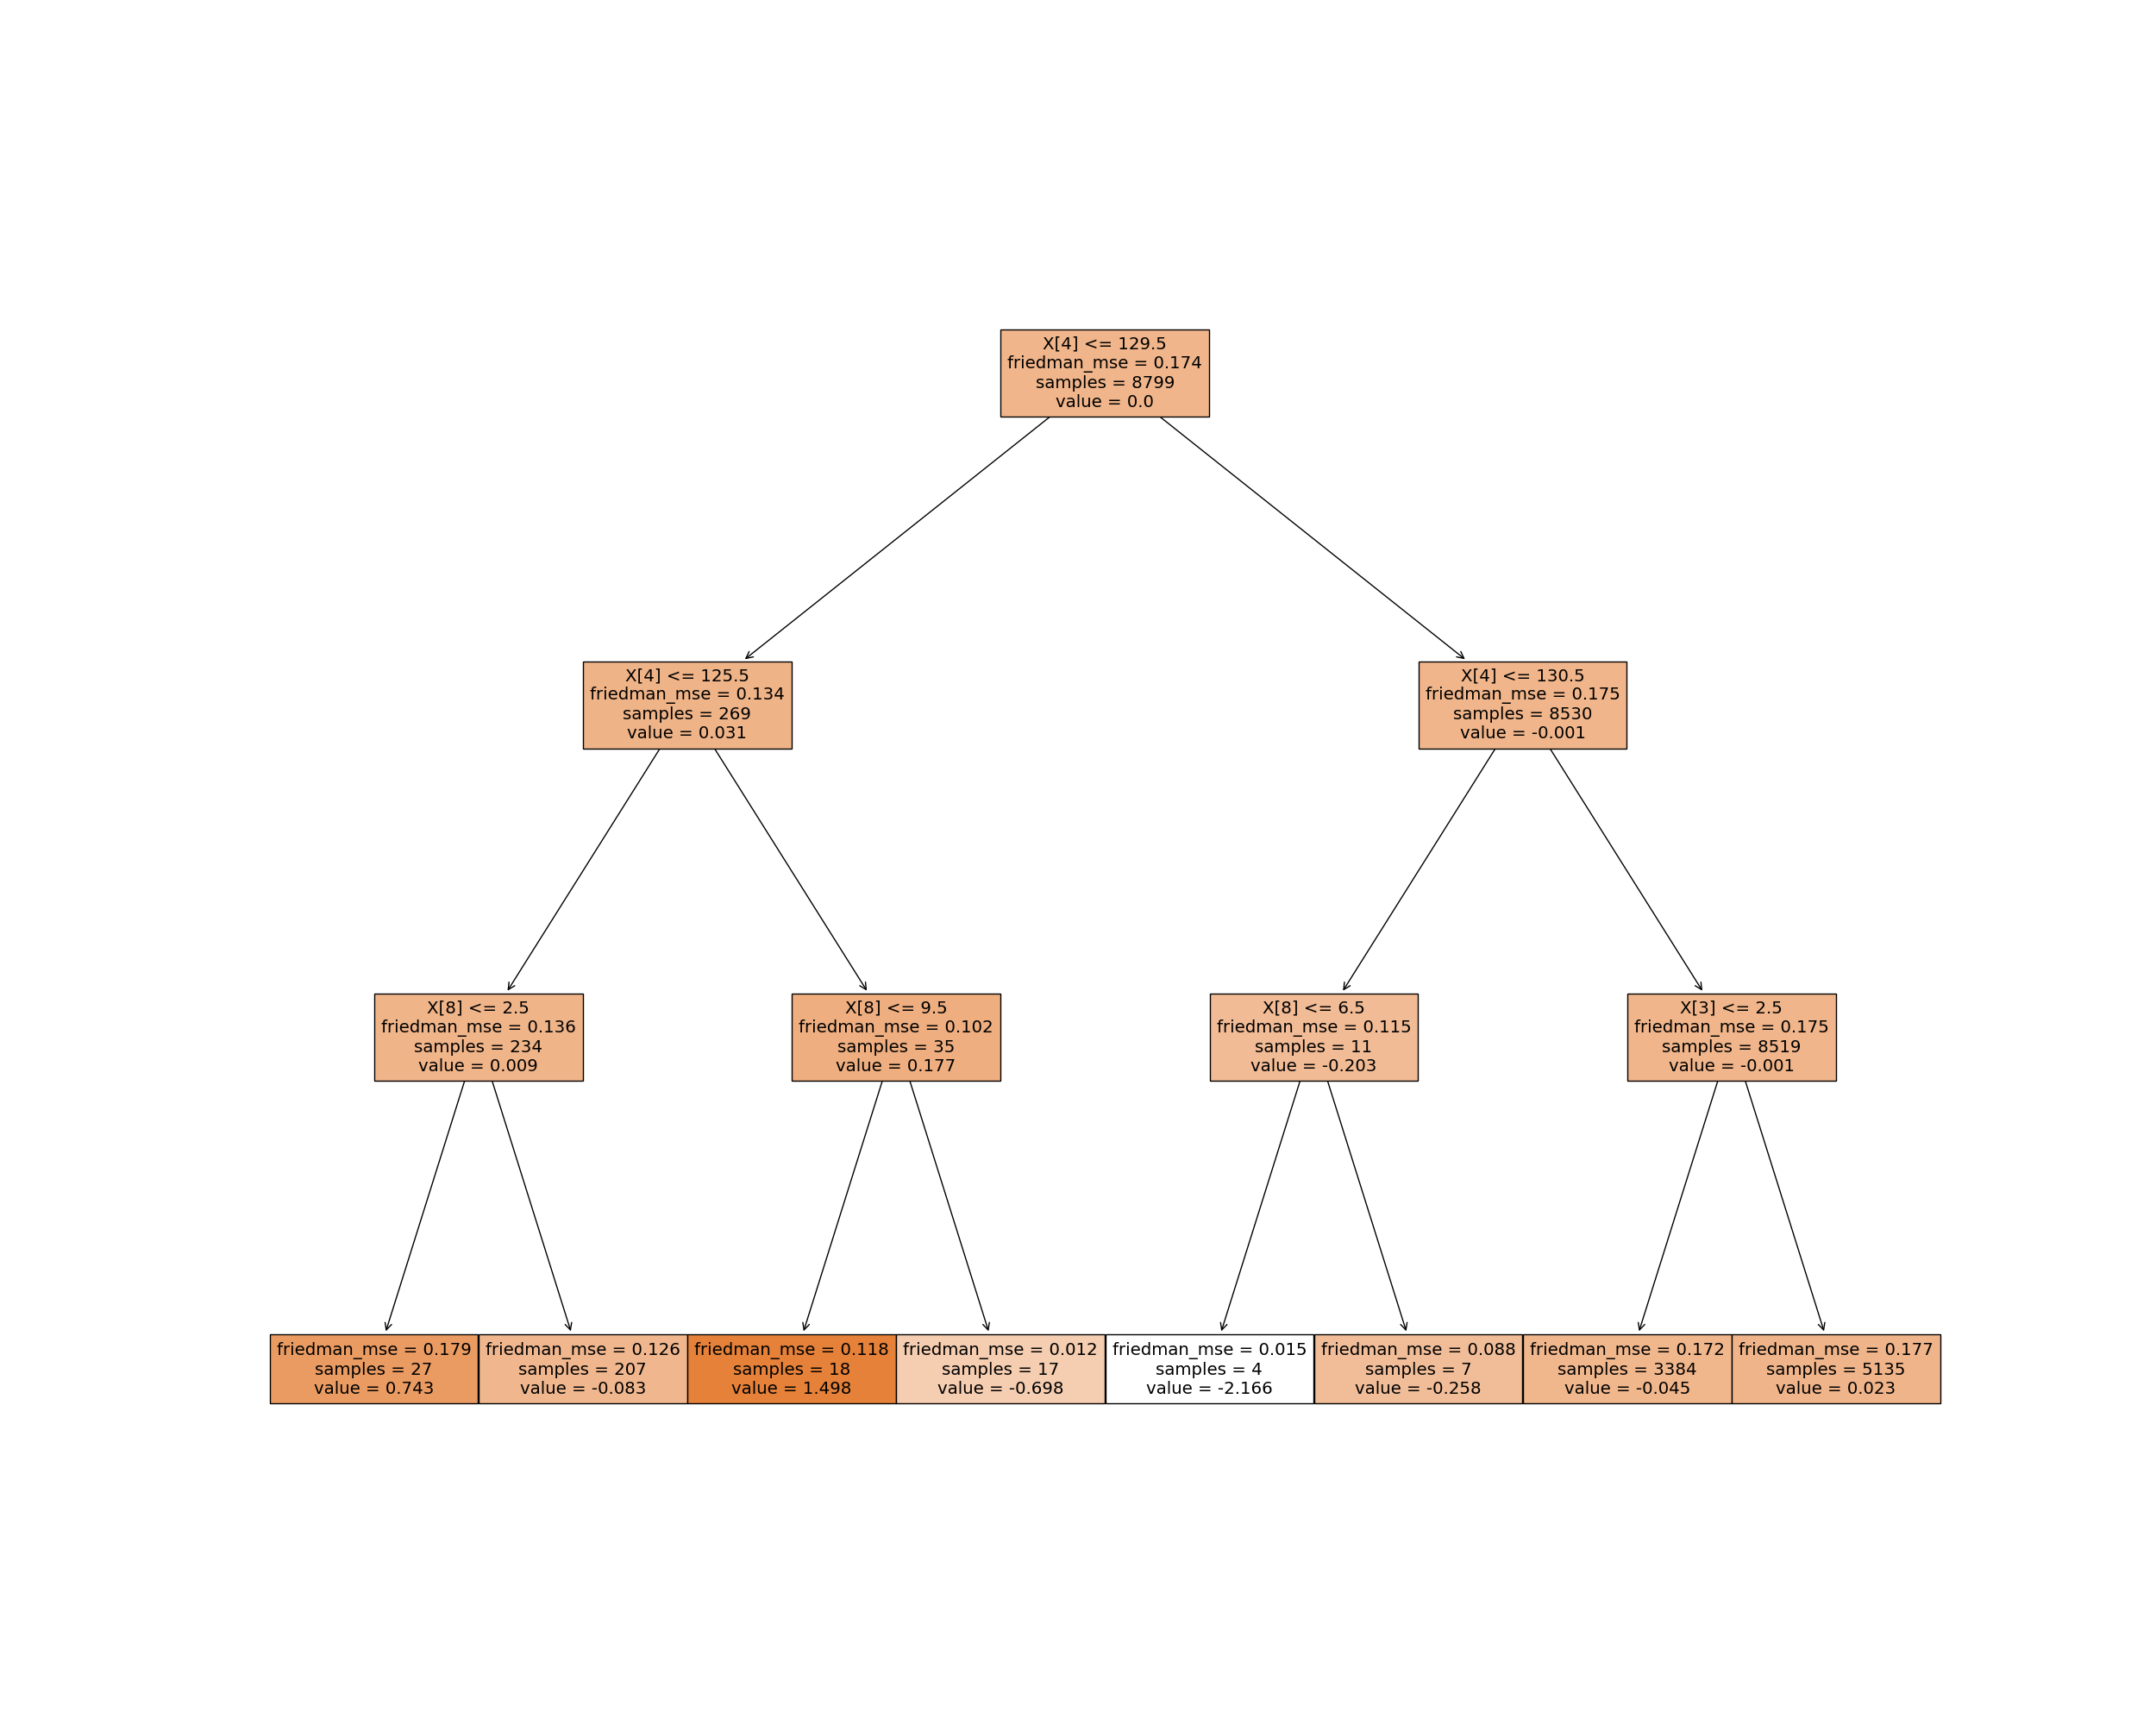 X[4] <= 129.5
friedman_mse = 0.174
samples = 8799
value = 0.0
X[4] <= 125.5
friedman_mse = 0.134
samples = 269
value = 0.031
X[4] <= 130.5
friedman_mse = 0.175
samples = 8530
value = -0.001
X[8] <= 2.5
friedman_mse = 0.136
samples = 234
value = 0.009
X[8] <= 9.5
friedman_mse = 0.102
samples = 35
value = 0.177
X[8] <= 6.5
friedman_mse = 0.115
samples = 11
value = -0.203
X[3] <= 2.5
friedman_mse = 0.175
samples = 8519
value = -0.001
friedman_mse = 0.179
samples = 27
value = 0.743
friedman_mse = 0.126
samples = 207
value = -0.083
friedman_mse = 0.118
samples = 18
value = 1.498
friedman_mse = 0.012
samples = 17
value = -0.698
friedman_mse = 0.015
samples = 4
value = -2.166
friedman_mse = 0.088
samples = 7
value = -0.258
friedman_mse = 0.172
samples = 3384
value = -0.045
friedman_mse = 0.177
samples = 5135
value = 0.023